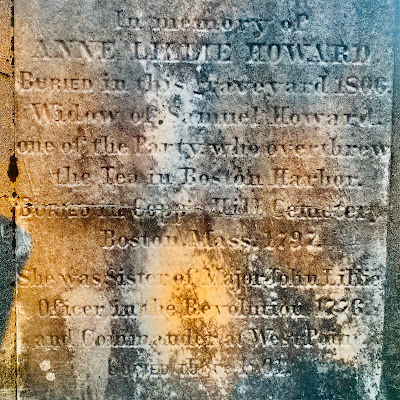 In memory of
ANNE LILLIE HOWARD
BURIED in this graveyard 1866
Widow of Samuel Howard.
one of the Party who overthrew
the Tea in Boston Harbor.
BURIED in Copp's Hill Cemetery
Boston, Mass. 1797
She was sister of Major John Lillie
Officer in the Revolution 1776
and Commander at West Point